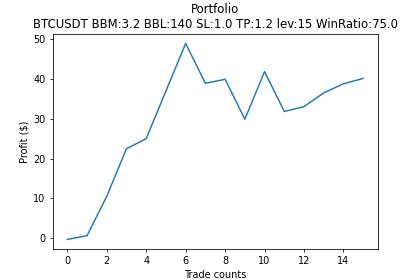 Portfolio
BTCUSDT BBM:3.2 BBL:140 SL:1.0 TP:1.2 lev:15 WinRatio:75.0
50
40
30
20
10
0
Profit ($)
0 2 4 6 8 10 12 14
Trade counts